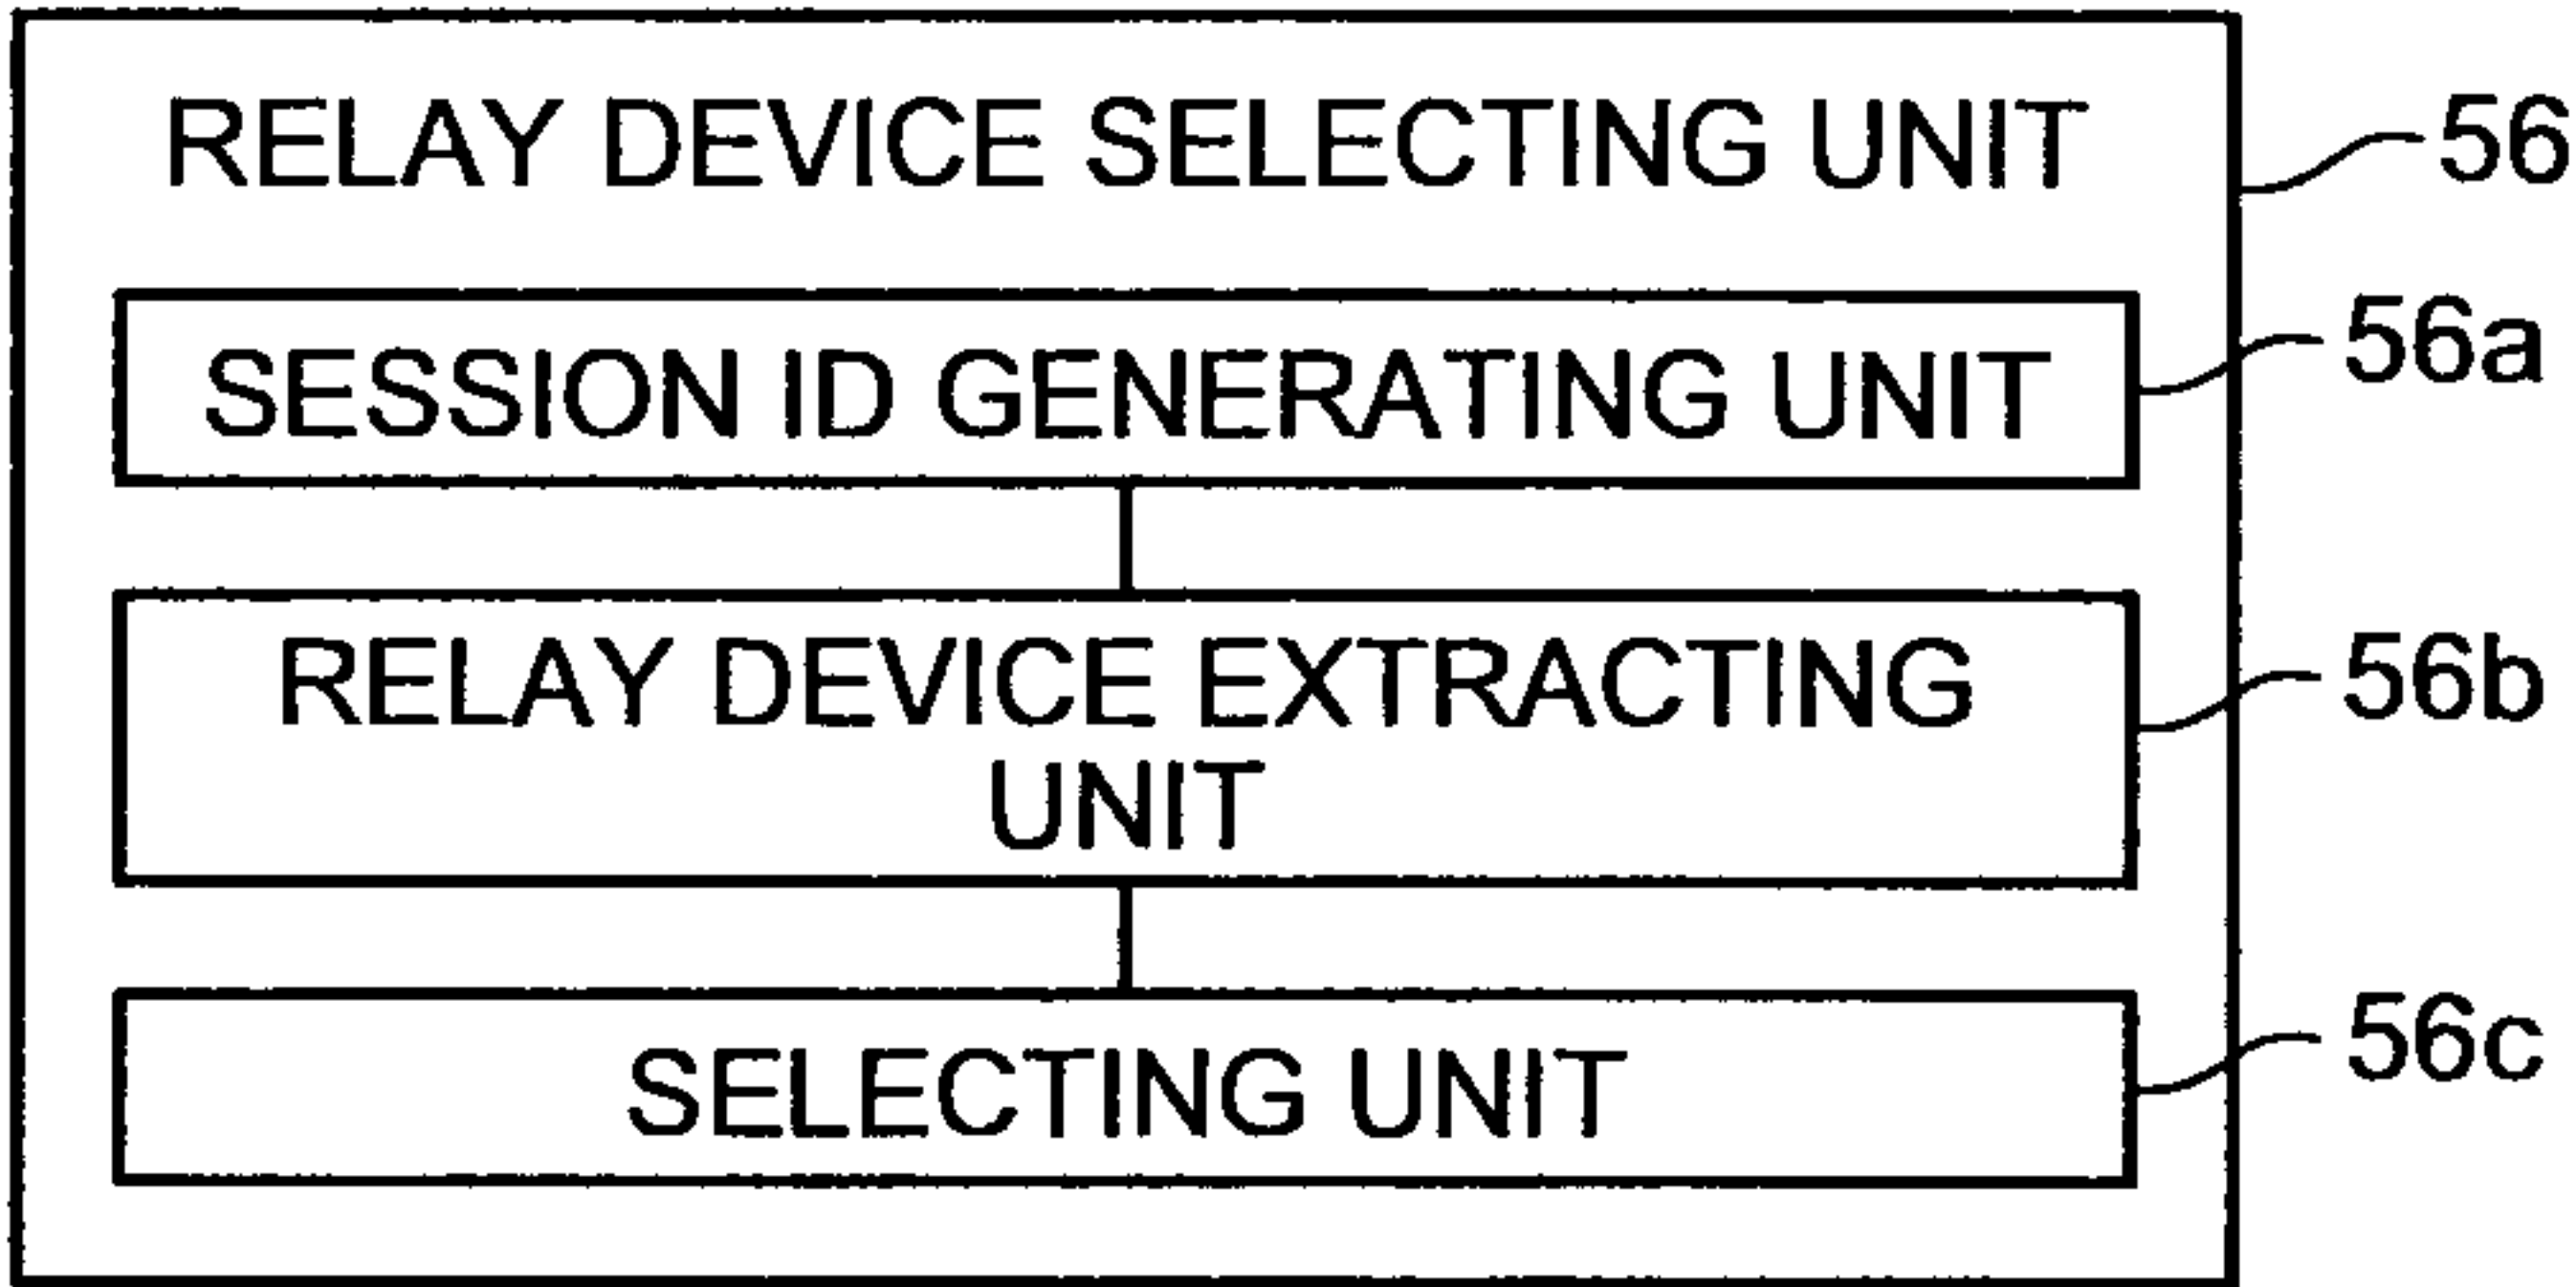 RELAY DEVICE SELECTING UNIT
56
SESSION ID GENERATING UNIT
56a
RELAY DEVICE EXTRACTING
UNIT
56b
SELECTING UNIT
56c